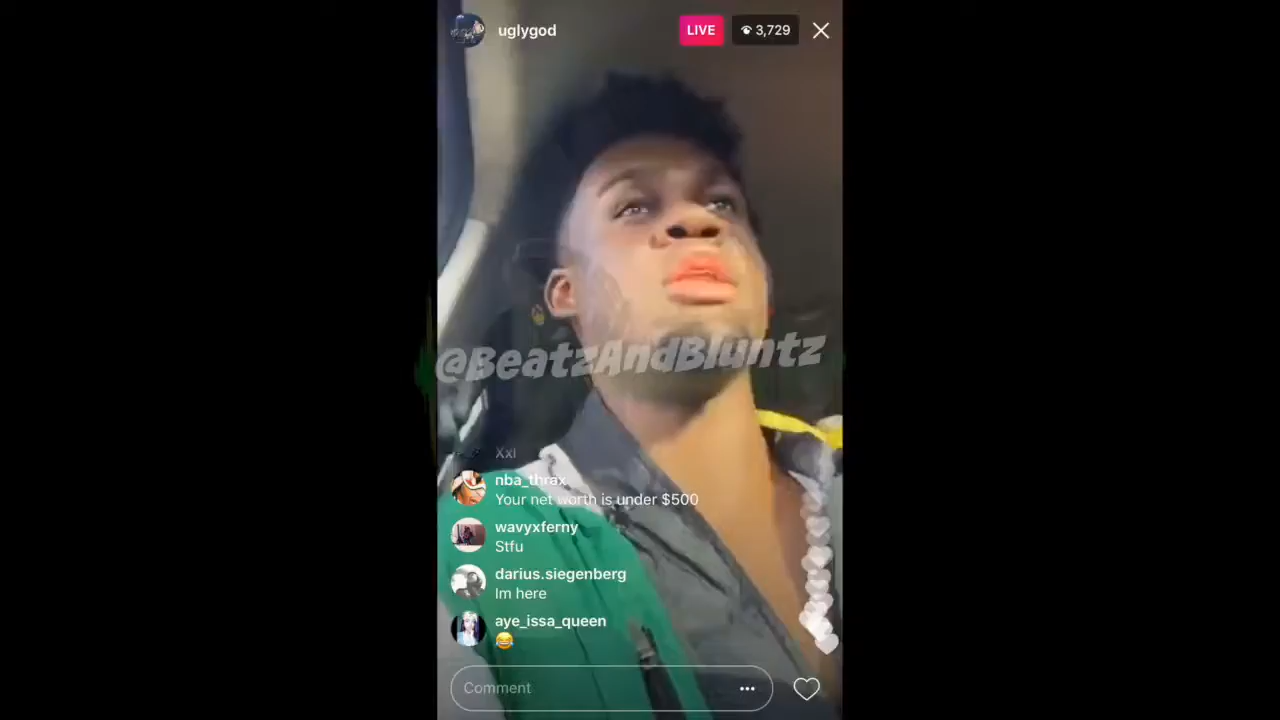 uglygod
LIVE
3,729
@BeatzAndBluntz
Xxl
nba_thrax
Your net worth is under $500
wavyxferny
Stfu
darius.siegenberg
Im here
aye_issa_queen
😂
Comment